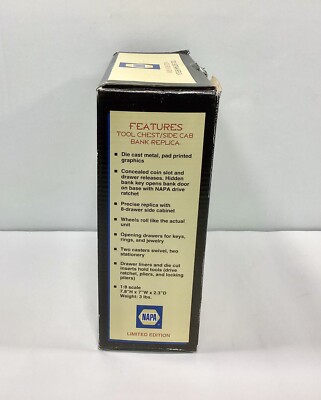 FEATURES
TOOL CHEST/SIDE CAB
BANK REPLICA
Die cast metal, pad printed
graphics
Concealed coin slot and
drawer releases. Hidden
bank key opens bank door
on base with NAPA drive
ratchet
Precise replica with
8-drawer side cabinet
Wheels roll like the actual
unit
Opening drawers for keys,
rings, and jewelry
Two casters swivel, two
stationery
Drawer liners and die cut
inserts hold tools (drive
ratchet, pliers, and locking
pliers)
1:8 scale
7.8"H x 7"W x 2.3"D
Weight: 3 lbs.
NAPA
LIMITED EDITION